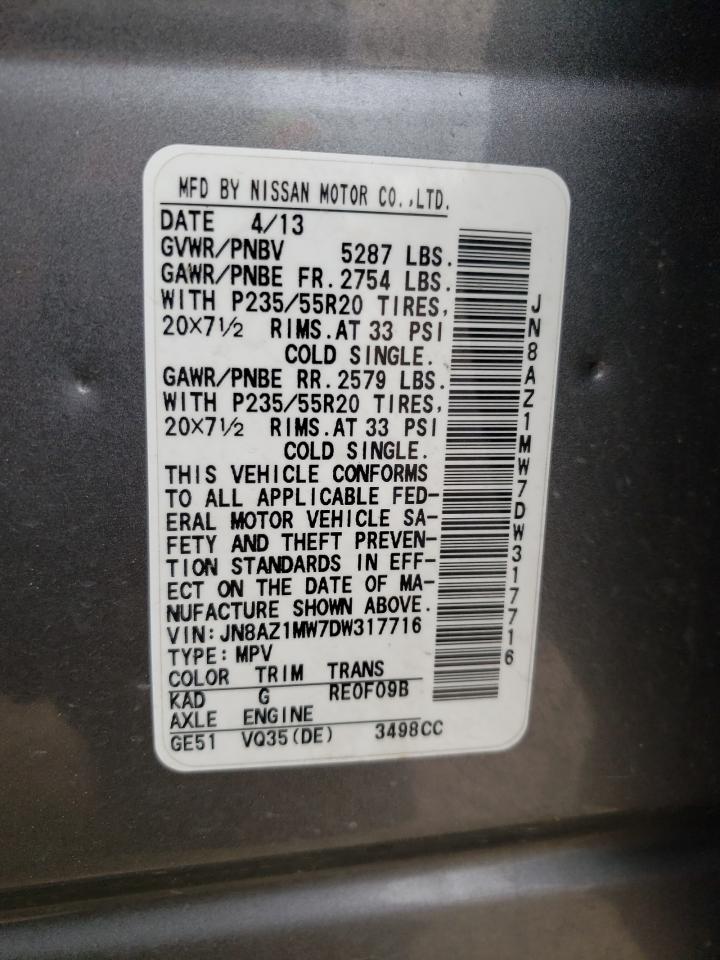 MFD BY NISSAN MOTOR CO.,LTD.
DATE 4/13
GVWR/PNBV 5287 LBS.
GAWR/PNBE FR. 2754 LBS.
WITH P235/55R20 TIRES,
20×7½ RIMS.AT 33 PSI
COLD SINGLE.
GAWR/PNBE RR. 2579 LBS.
WITH P235/55R20 TIRES,
20×7½ RIMS.AT 33 PSI
COLD SINGLE.
THIS VEHICLE CONFORMS
TO ALL APPLICABLE FED-
ERAL MOTOR VEHICLE SA-
FETY AND THEFT PREVEN-
TION STANDARDS IN EFF-
ECT ON THE DATE OF MA-
NUFACTURE SHOWN ABOVE.
VIN:JN8AZ1MW7DW317716
TYPE:MPV
COLOR TRIM TRANS
KAD G RE0F09B
AXLE ENGINE
GE51 VQ35(DE) 3498CC
JN8AZ1MW7DW317716